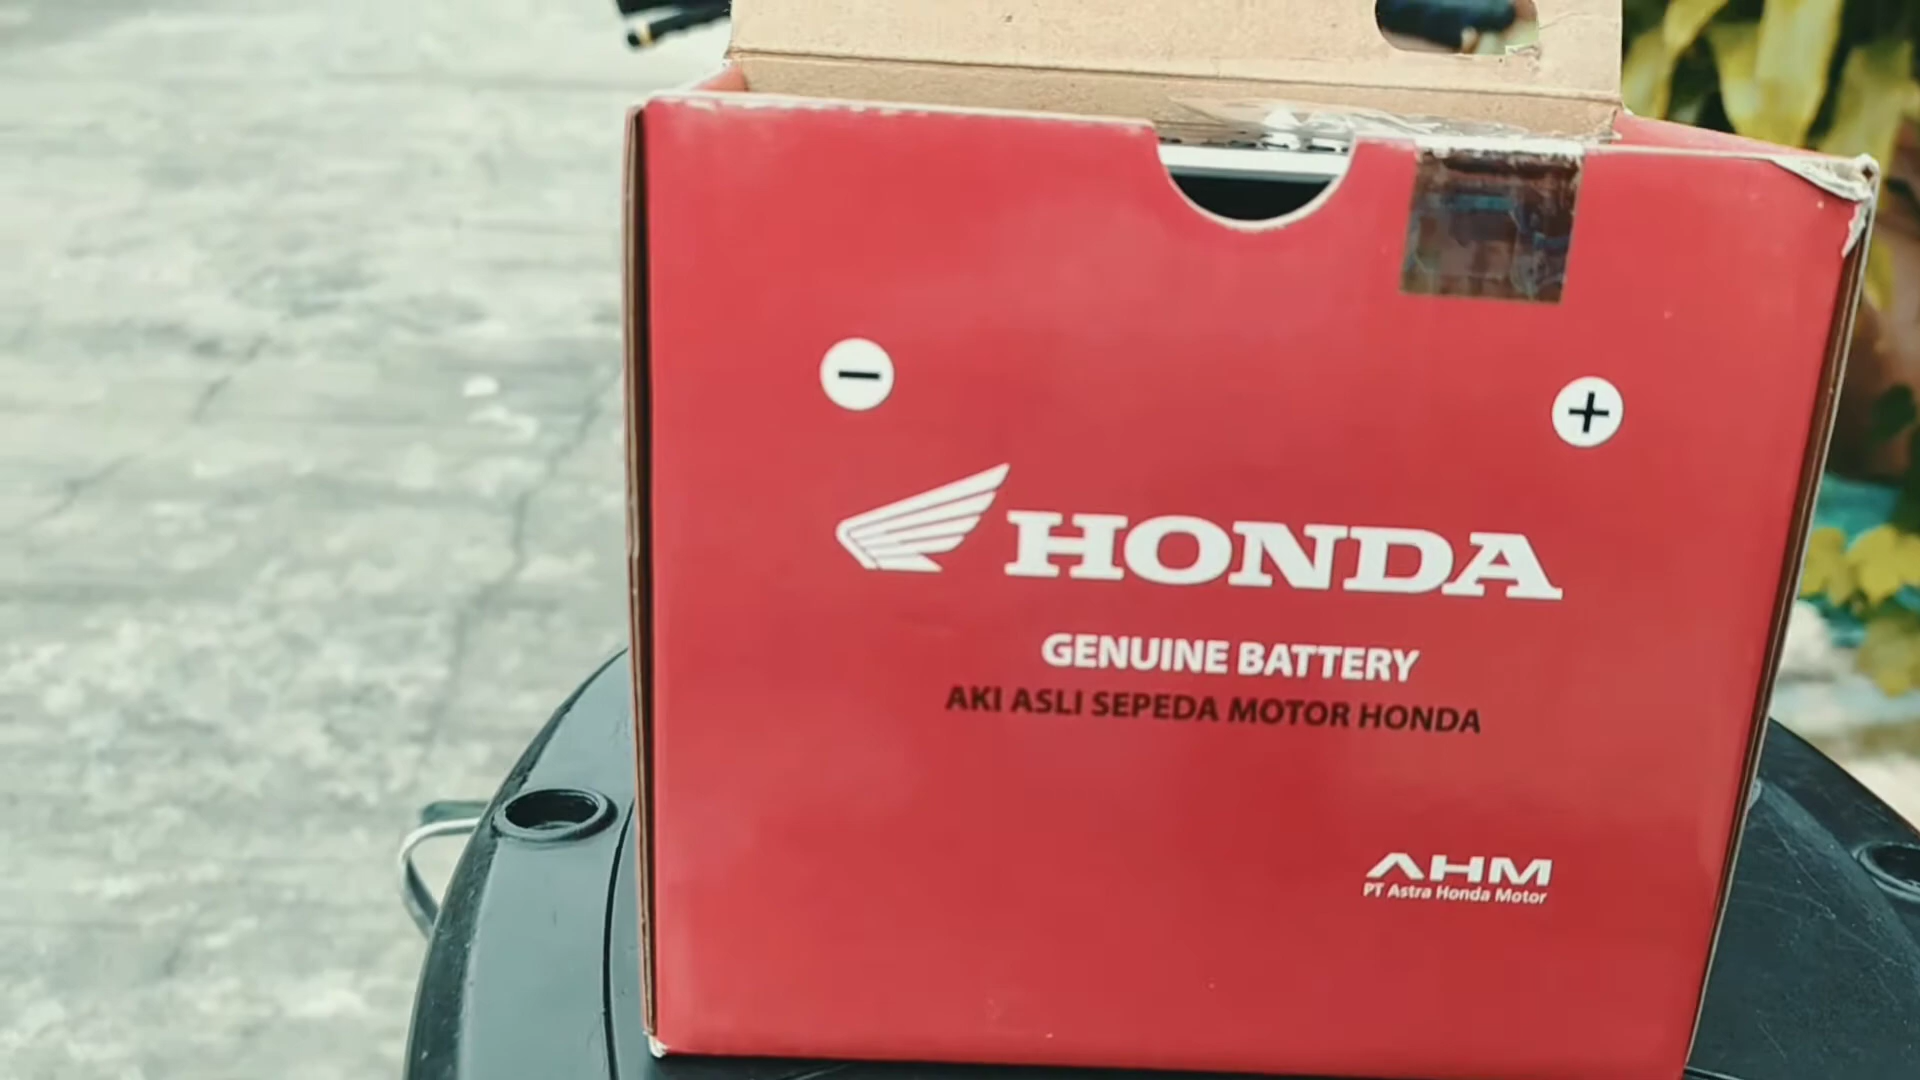 − +
HONDA
GENUINE BATTERY
AKI ASLI SEPEDA MOTOR HONDA
AHM
PT Astra Honda Motor